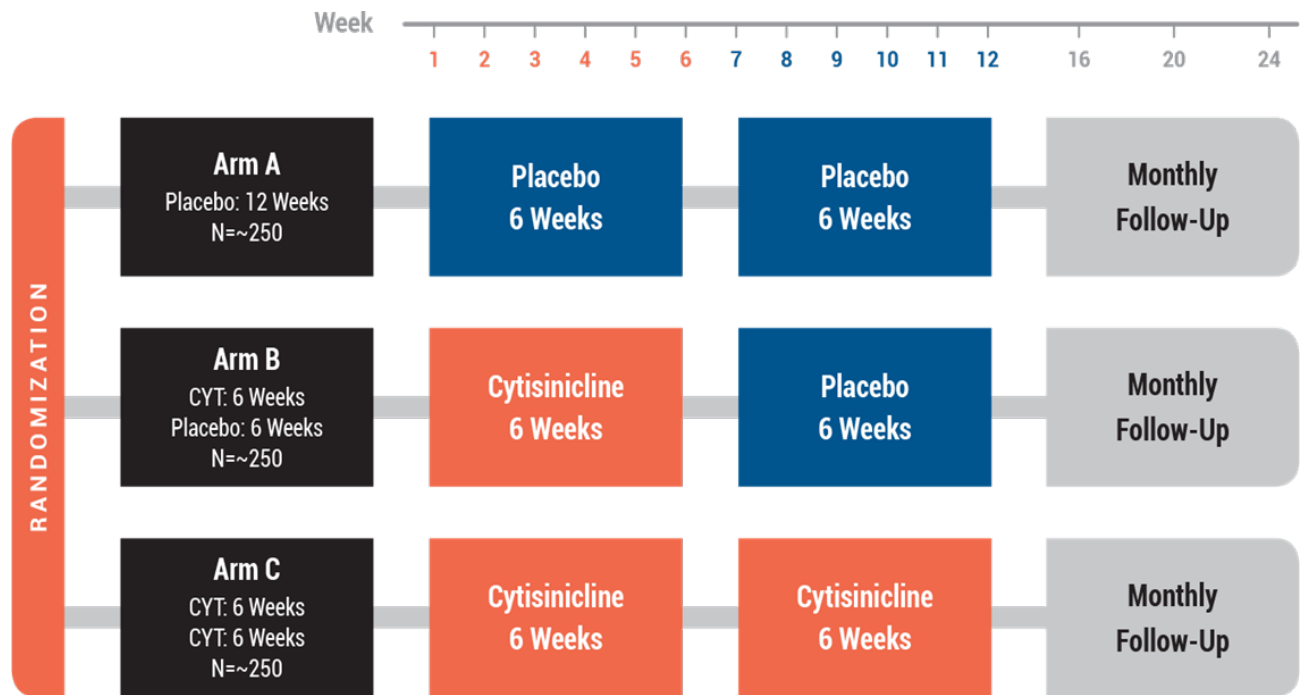 Week
1 2 3 4 5 6 7 8 9 10 11 12 16 20 24
RANDOMIZATION
Arm A
Placebo: 12 Weeks
N=~250
Placebo
6 Weeks
Placebo
6 Weeks
Monthly
Follow-Up
Arm B
CYT: 6 Weeks
Placebo: 6 Weeks
N=~250
Cytisinicline
6 Weeks
Placebo
6 Weeks
Monthly
Follow-Up
Arm C
CYT: 6 Weeks
CYT: 6 Weeks
N=~250
Cytisinicline
6 Weeks
Cytisinicline
6 Weeks
Monthly
Follow-Up